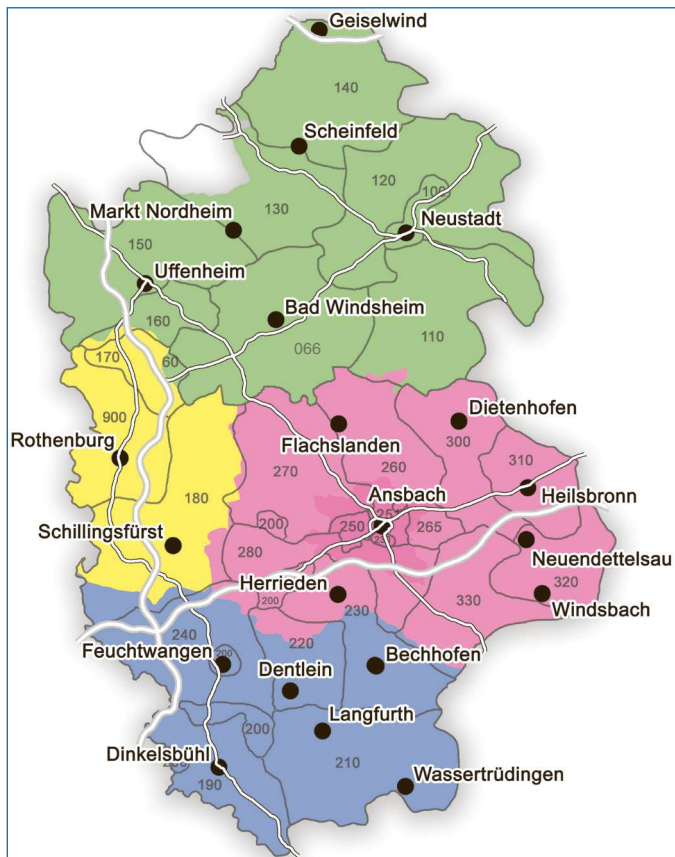 Geiselwind
140
Scheinfeld
120
100
Markt Nordheim
130
Neustadt
150
Uffenheim
160
Bad Windsheim
170
60
066
110
900
Dietenhofen
Flachslanden
300
Rothenburg
270
260
310
180
Ansbach
Heilsbronn
200
250
265
Schillingsfürst
280
Neuendettelsau
Herrieden
200
230
330
320
Windsbach
240
220
Feuchtwangen
200
Bechhofen
Dentlein
200
Langfurth
Dinkelsbühl
210
190
Wassertrüdingen